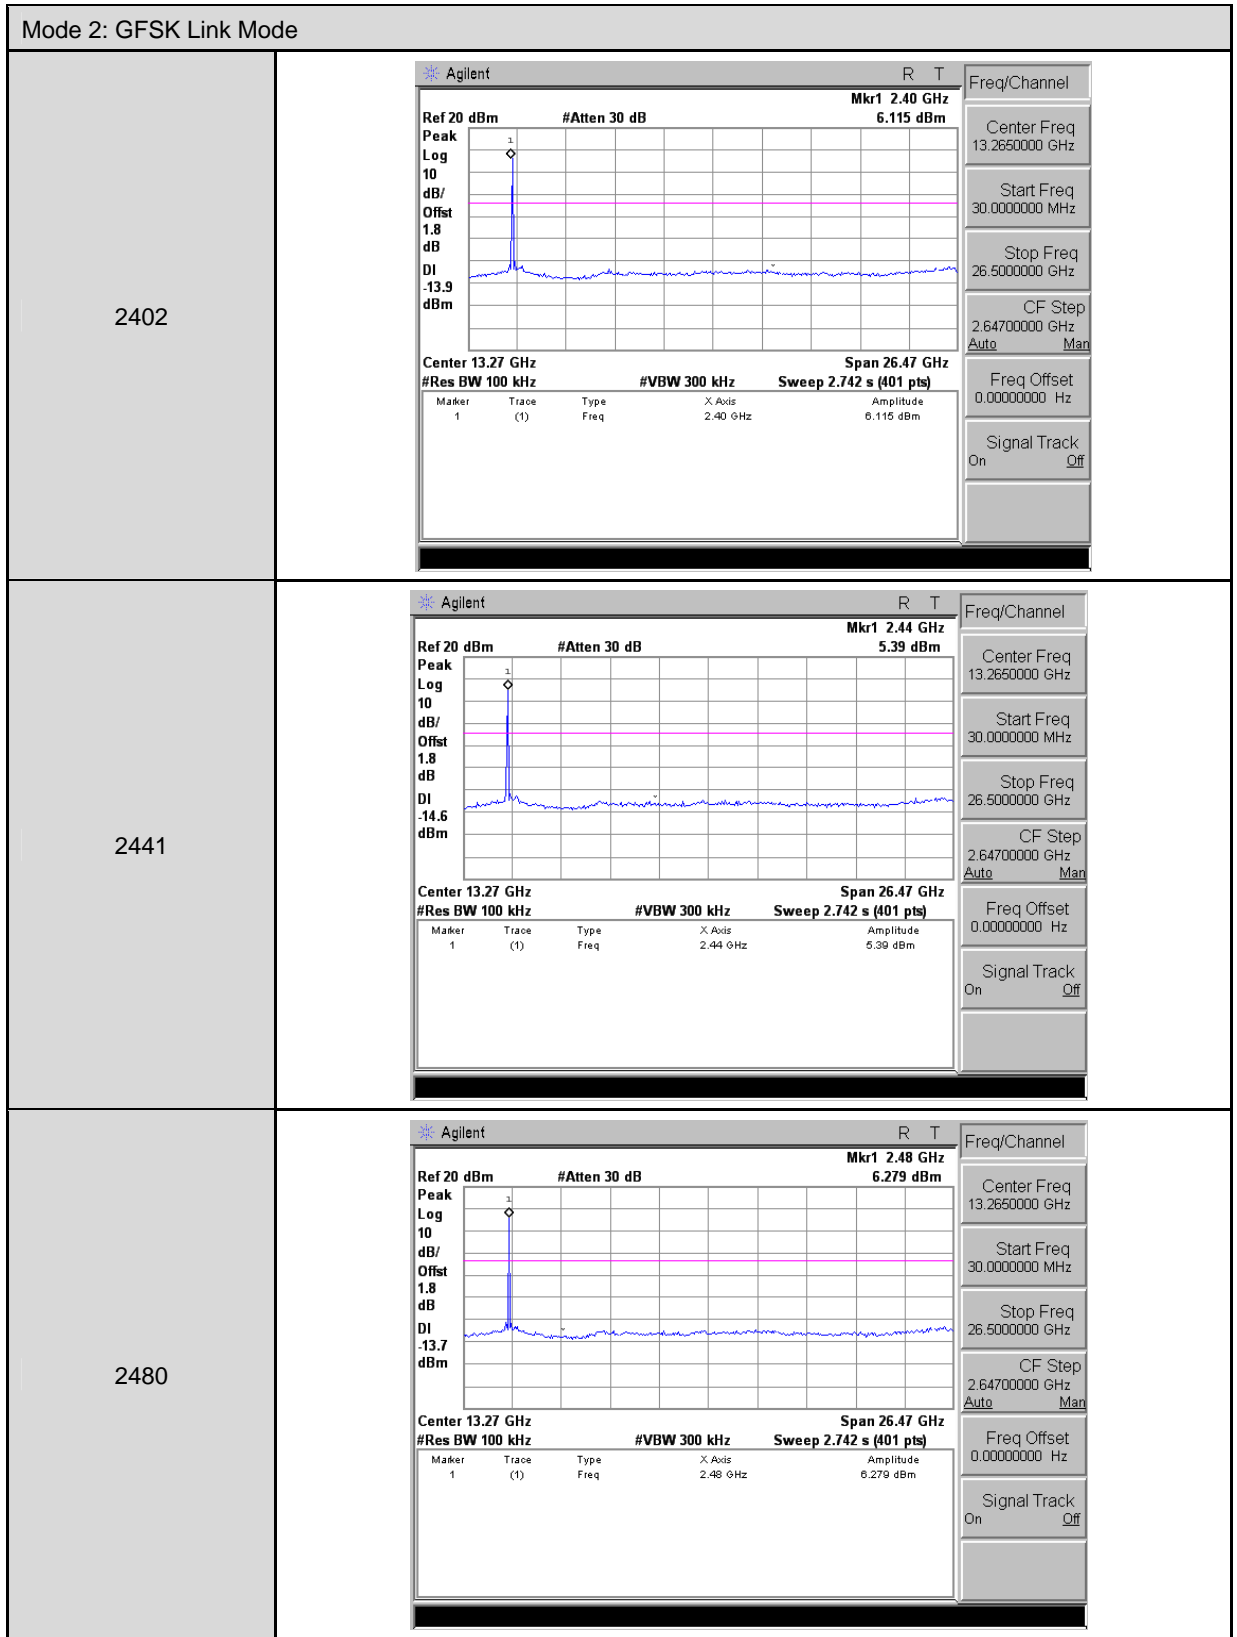 Mode 2: GFSK Link Mode
2402
Agilent R T
Mkr1 2.40 GHz
Ref 20 dBm #Atten 30 dB 6.115 dBm
Peak
Log
10
dB/
Offst
1.8
dB
DI
-13.9
dBm
1
Center 13.27 GHz Span 26.47 GHz
#Res BW 100 kHz #VBW 300 kHz Sweep 2.742 s (401 pts)
Marker Trace Type X Axis Amplitude
1 (1) Freq 2.40 GHz 6.115 dBm
Freq/Channel
Center Freq
13.2650000 GHz
Start Freq
30.0000000 MHz
Stop Freq
26.5000000 GHz
CF Step
2.64700000 GHz
Auto Man
Freq Offset
0.00000000 Hz
Signal Track
On Off
2441
Agilent R T
Mkr1 2.44 GHz
Ref 20 dBm #Atten 30 dB 5.39 dBm
Peak
Log
10
dB/
Offst
1.8
dB
DI
-14.6
dBm
1
Center 13.27 GHz Span 26.47 GHz
#Res BW 100 kHz #VBW 300 kHz Sweep 2.742 s (401 pts)
Marker Trace Type X Axis Amplitude
1 (1) Freq 2.44 GHz 5.39 dBm
Freq/Channel
Center Freq
13.2650000 GHz
Start Freq
30.0000000 MHz
Stop Freq
26.5000000 GHz
CF Step
2.64700000 GHz
Auto Man
Freq Offset
0.00000000 Hz
Signal Track
On Off
2480
Agilent R T
Mkr1 2.48 GHz
Ref 20 dBm #Atten 30 dB 6.279 dBm
Peak
Log
10
dB/
Offst
1.8
dB
DI
-13.7
dBm
1
Center 13.27 GHz Span 26.47 GHz
#Res BW 100 kHz #VBW 300 kHz Sweep 2.742 s (401 pts)
Marker Trace Type X Axis Amplitude
1 (1) Freq 2.48 GHz 6.279 dBm
Freq/Channel
Center Freq
13.2650000 GHz
Start Freq
30.0000000 MHz
Stop Freq
26.5000000 GHz
CF Step
2.64700000 GHz
Auto Man
Freq Offset
0.00000000 Hz
Signal Track
On Off